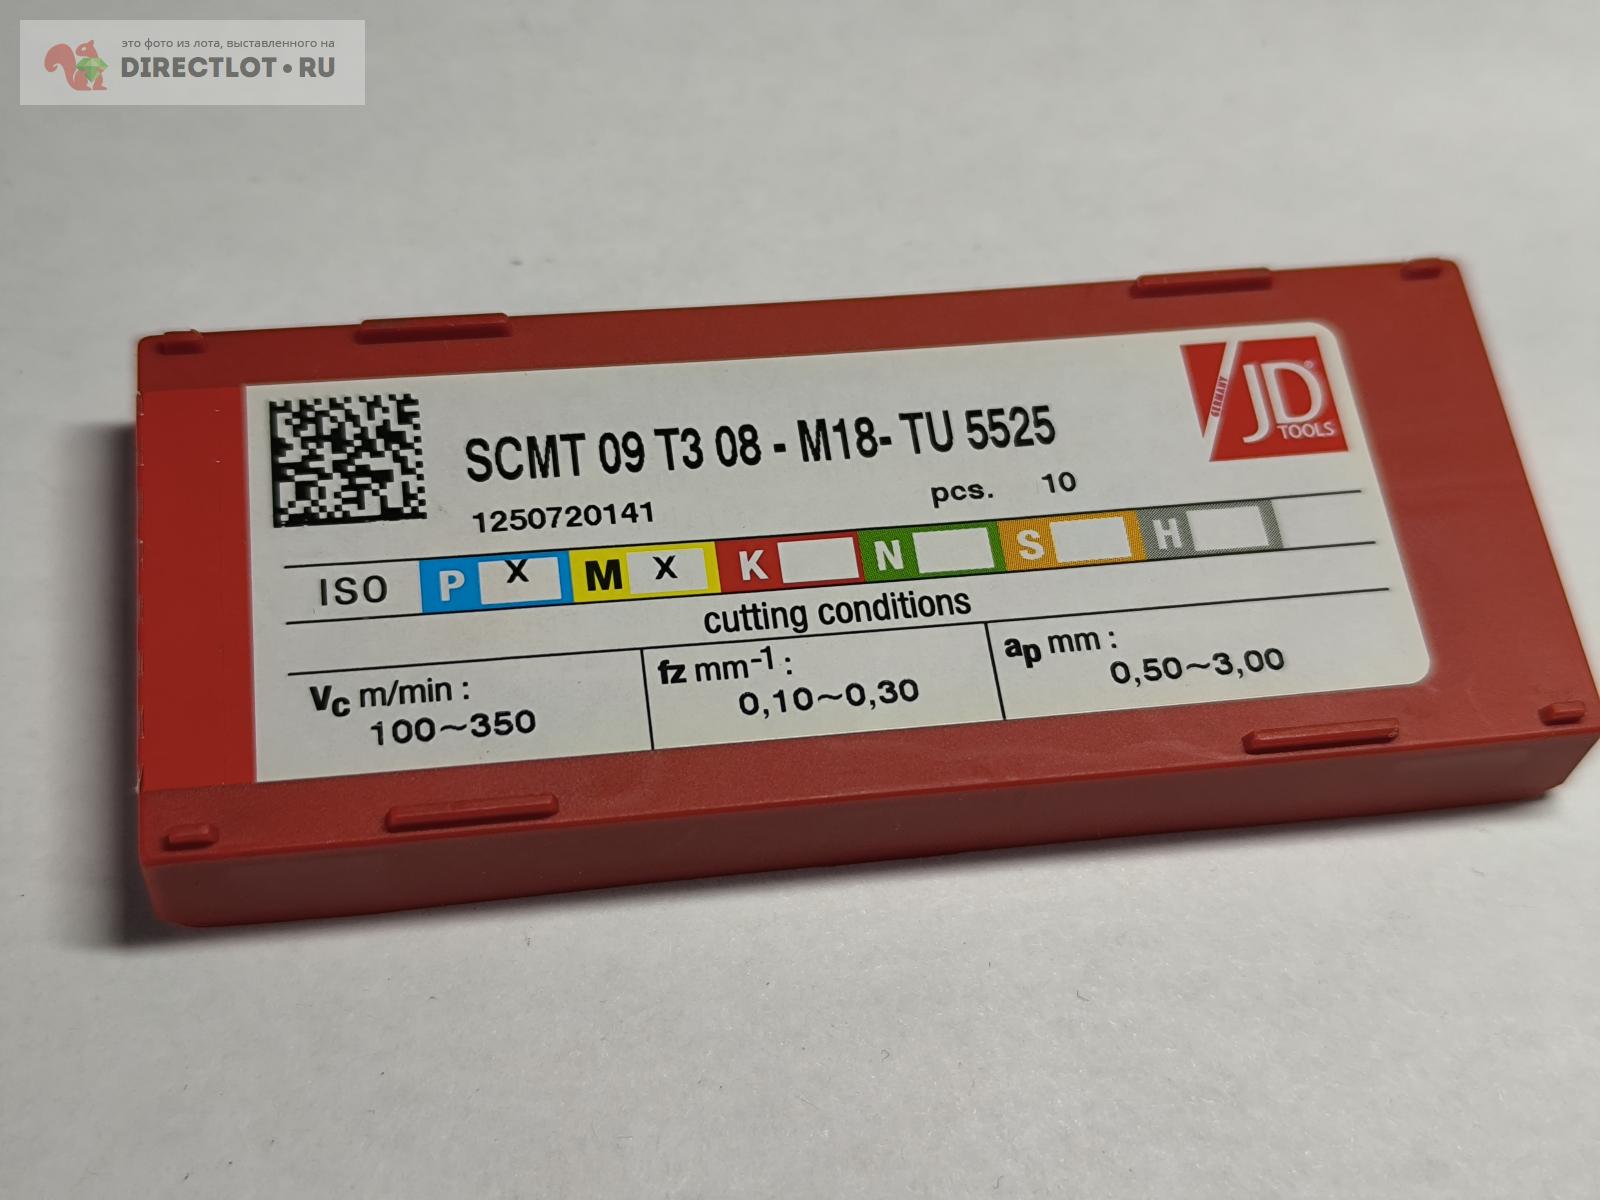 это фото из лота, выставленного на
DIRECTLOT•RU
GERMANY
JD®
TOOLS
SCMT 09 T3 08 - M18- TU 5525
1250720141 pcs. 10
ISO P X M X K N S H
cutting conditions
Vc m/min : fz mm-1 : ap mm :
100~350 0,10~0,30 0,50~3,00